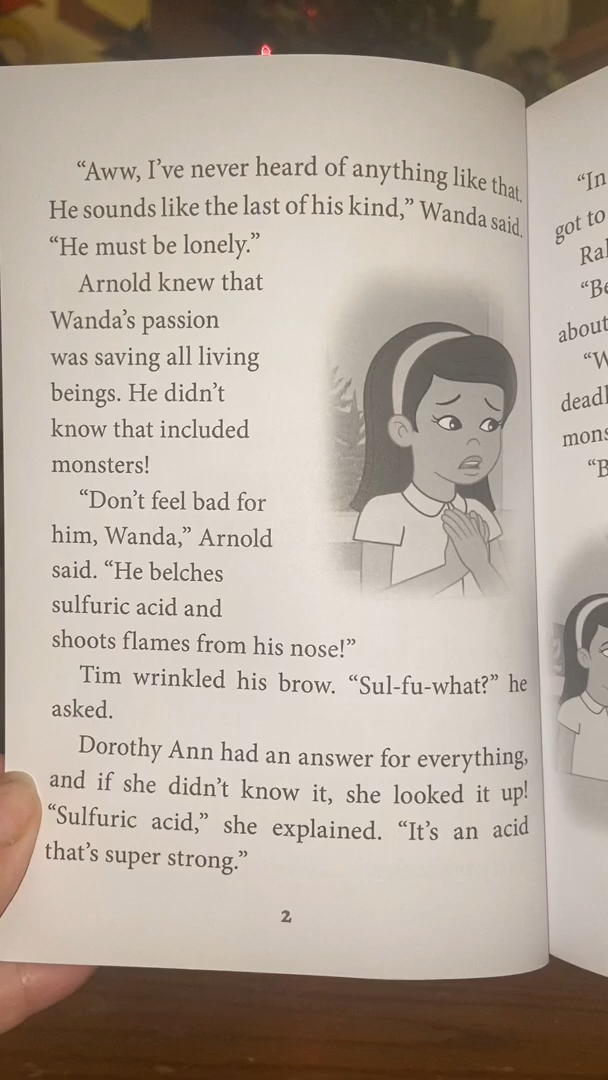 “Aww, I’ve never heard of anything like that.
He sounds like the last of his kind,” Wanda said.
“He must be lonely.”
Arnold knew that
Wanda’s passion
was saving all living
beings. He didn’t
know that included
monsters!
“Don’t feel bad for
him, Wanda,” Arnold
said. “He belches
sulfuric acid and
shoots flames from his nose!”
Tim wrinkled his brow. “Sul-fu-what?” he
asked.
Dorothy Ann had an answer for everything,
and if she didn’t know it, she looked it up!
“Sulfuric acid,” she explained. “It’s an acid
that’s super strong.”
2
“In
got to
about